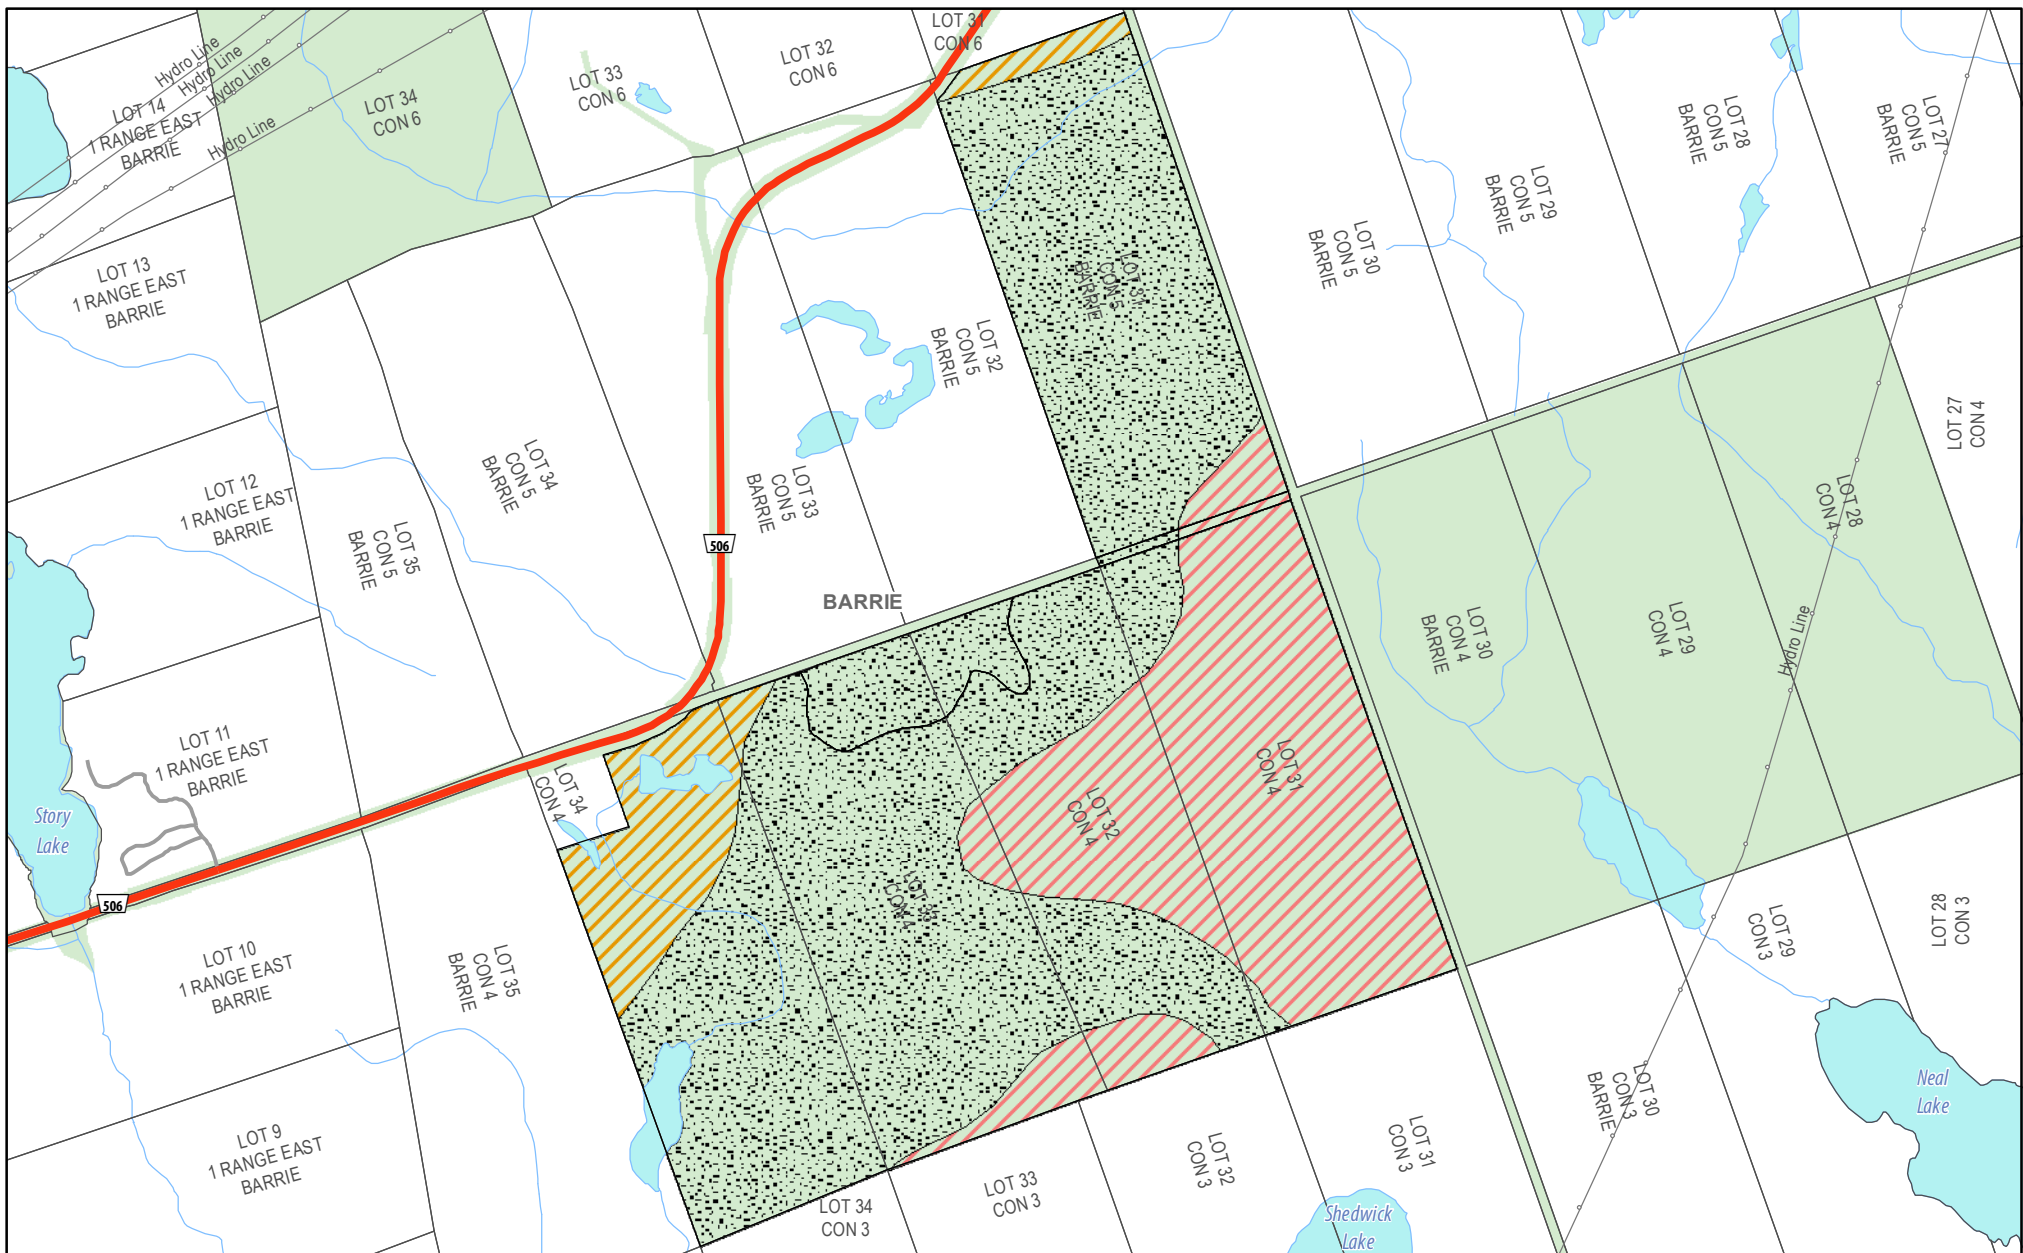 LOT 31
CON 6
LOT 32
CON 6
LOT 33
CON 6
LOT 34
CON 6
Hydro Line
Hydro Line
Hydro Line
Hydro Line
LOT 14
1 RANGE EAST
BARRIE
LOT 13
1 RANGE EAST
BARRIE
LOT 27
CON 5
BARRIE
LOT 28
CON 5
BARRIE
LOT 29
CON 5
BARRIE
LOT 30
CON 5
BARRIE
LOT 31
CON 5
BARRIE
LOT 32
CON 5
BARRIE
LOT 33
CON 5
BARRIE
LOT 34
CON 5
BARRIE
LOT 35
CON 5
BARRIE
LOT 12
1 RANGE EAST
BARRIE
506
BARRIE
LOT 27
CON 4
LOT 28
CON 4
LOT 29
CON 4
LOT 30
CON 4
BARRIE
Hydro Line
LOT 31
CON 4
LOT 32
CON 4
LOT 33
CON 4
LOT 34
CON 4
LOT 11
1 RANGE EAST
BARRIE
Story
Lake
506
LOT 10
1 RANGE EAST
BARRIE
LOT 35
CON 4
BARRIE
LOT 28
CON 3
LOT 29
CON 3
LOT 30
CON 3
BARRIE
LOT 31
CON 3
LOT 32
CON 3
LOT 33
CON 3
LOT 34
CON 3
LOT 9
1 RANGE EAST
BARRIE
Neal
Lake
Shedwick
Lake